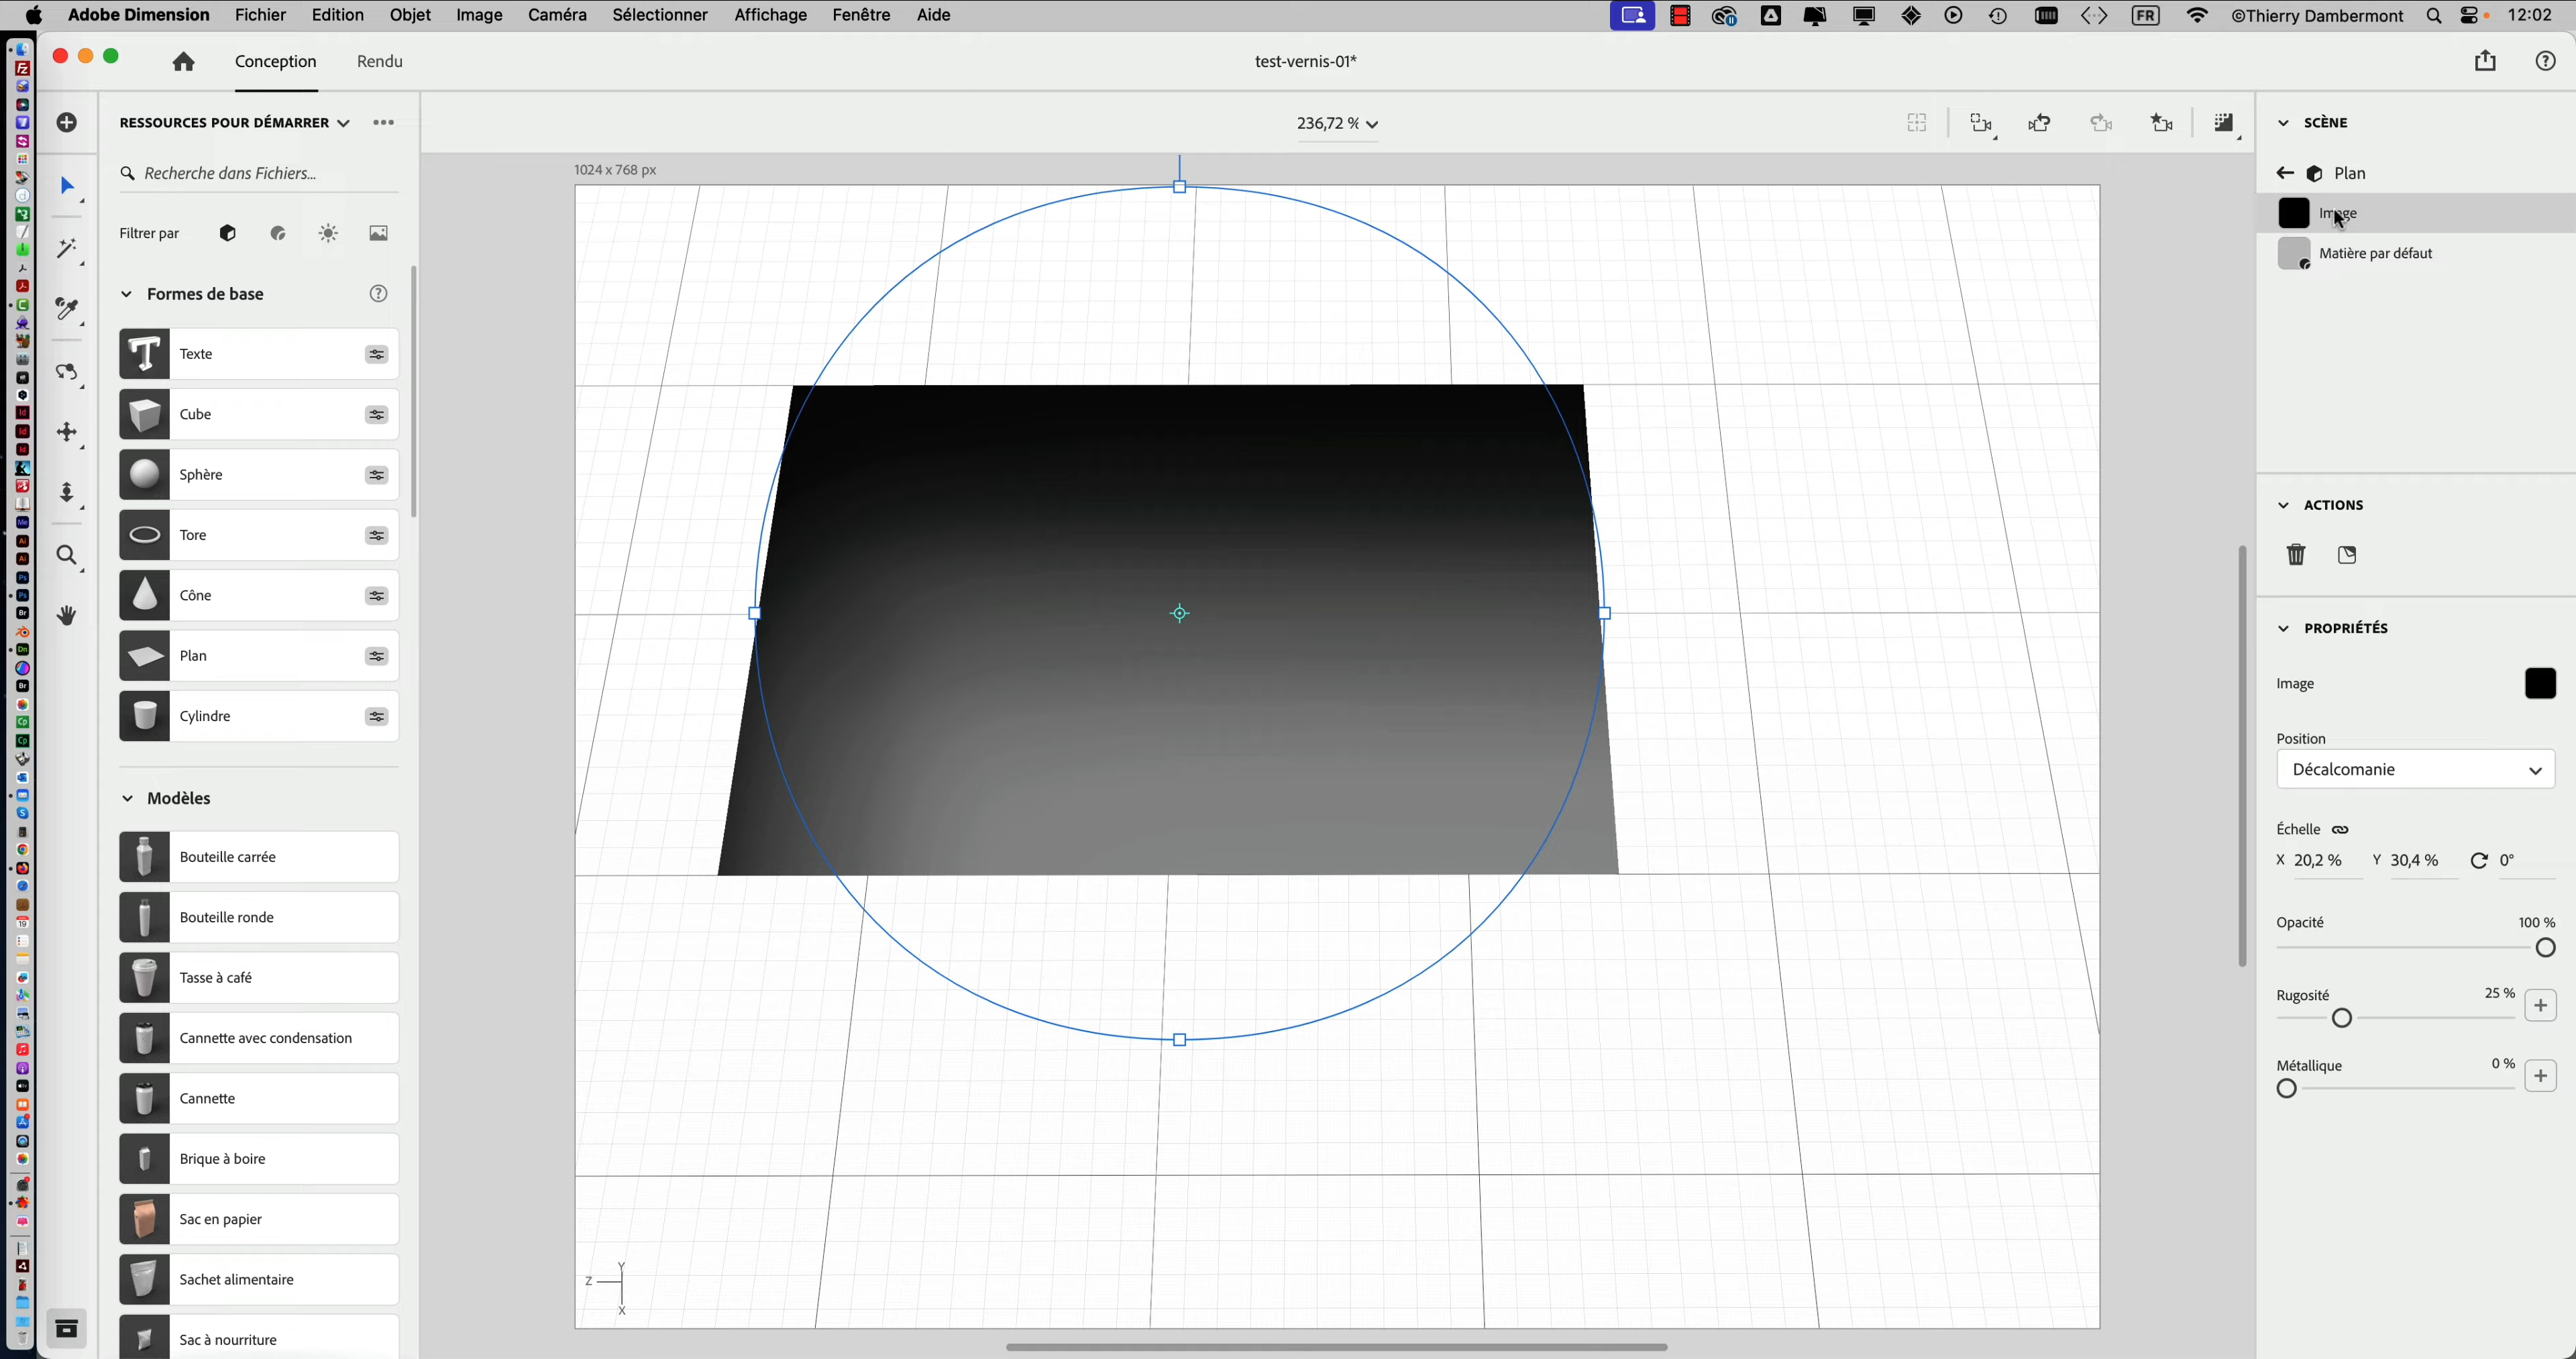 Adobe Dimension Fichier Edition Objet Image Caméra Sélectionner Affichage Fenêtre Aide FR ©Thierry Dambermont 12:02
Conception Rendu test-vernis-01*
RESSOURCES POUR DÉMARRER
236,72 %
Recherche dans Fichiers...
Filtrer par
Formes de base
Texte
Cube
Sphère
Tore
Cône
Plan
Cylindre
Modèles
Bouteille carrée
Bouteille ronde
Tasse à café
Cannette avec condensation
Cannette
Brique à boire
Sac en papier
Sachet alimentaire
Sac à nourriture
1024 x 768 px
Y
Z
X
SCÈNE
Plan
Image
Matière par défaut
ACTIONS
PROPRIÉTÉS
Image
Position
Décalcomanie
Échelle
X 20,2 % Y 30,4 % 0°
Opacité 100 %
Rugosité 25 %
Métallique 0 %